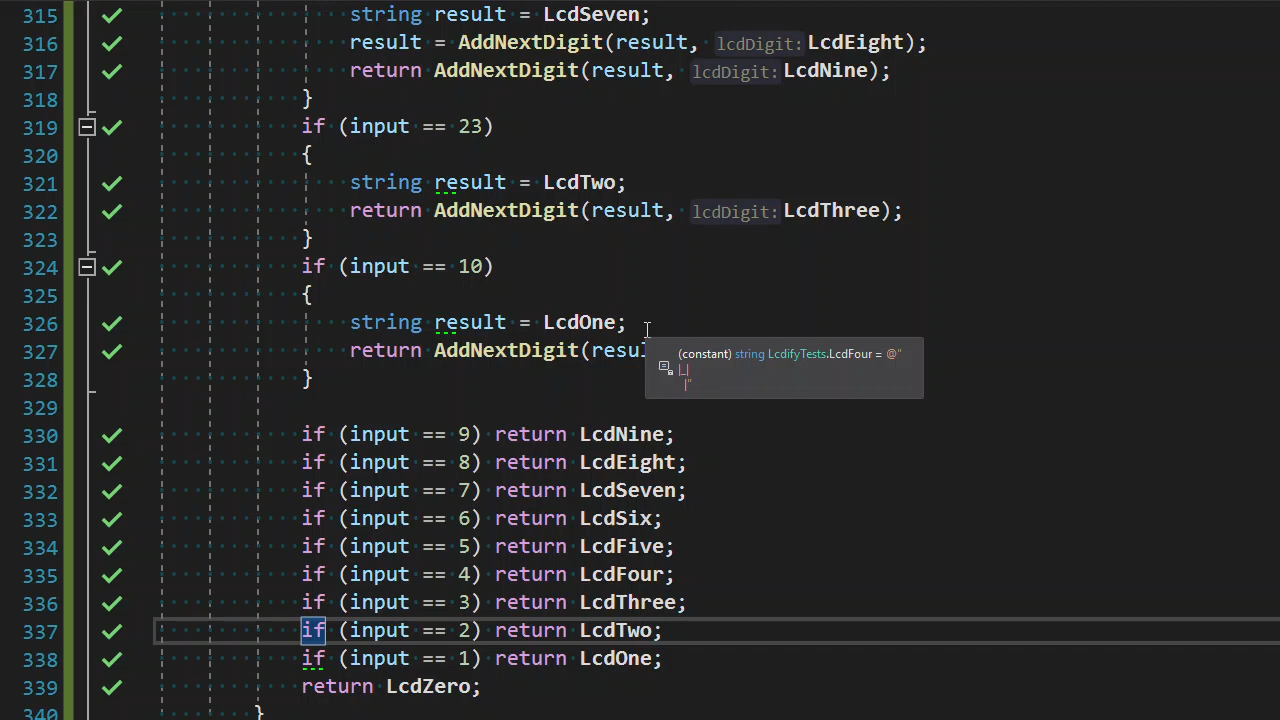 315 string result = LcdSeven;
316 result = AddNextDigit(result, lcdDigit: LcdEight);
317 return AddNextDigit(result, lcdDigit: LcdNine);
318 }
319 if (input == 23)
320 {
321 string result = LcdTwo;
322 return AddNextDigit(result, lcdDigit: LcdThree);
323 }
324 if (input == 10)
325 {
326 string result = LcdOne;
327 return AddNextDigit(resul
(constant) string LcdifyTests.LcdFour = @"
|_|
  |"
328 }
329
330 if (input == 9) return LcdNine;
331 if (input == 8) return LcdEight;
332 if (input == 7) return LcdSeven;
333 if (input == 6) return LcdSix;
334 if (input == 5) return LcdFive;
335 if (input == 4) return LcdFour;
336 if (input == 3) return LcdThree;
337 if (input == 2) return LcdTwo;
338 if (input == 1) return LcdOne;
339 return LcdZero;
340 }